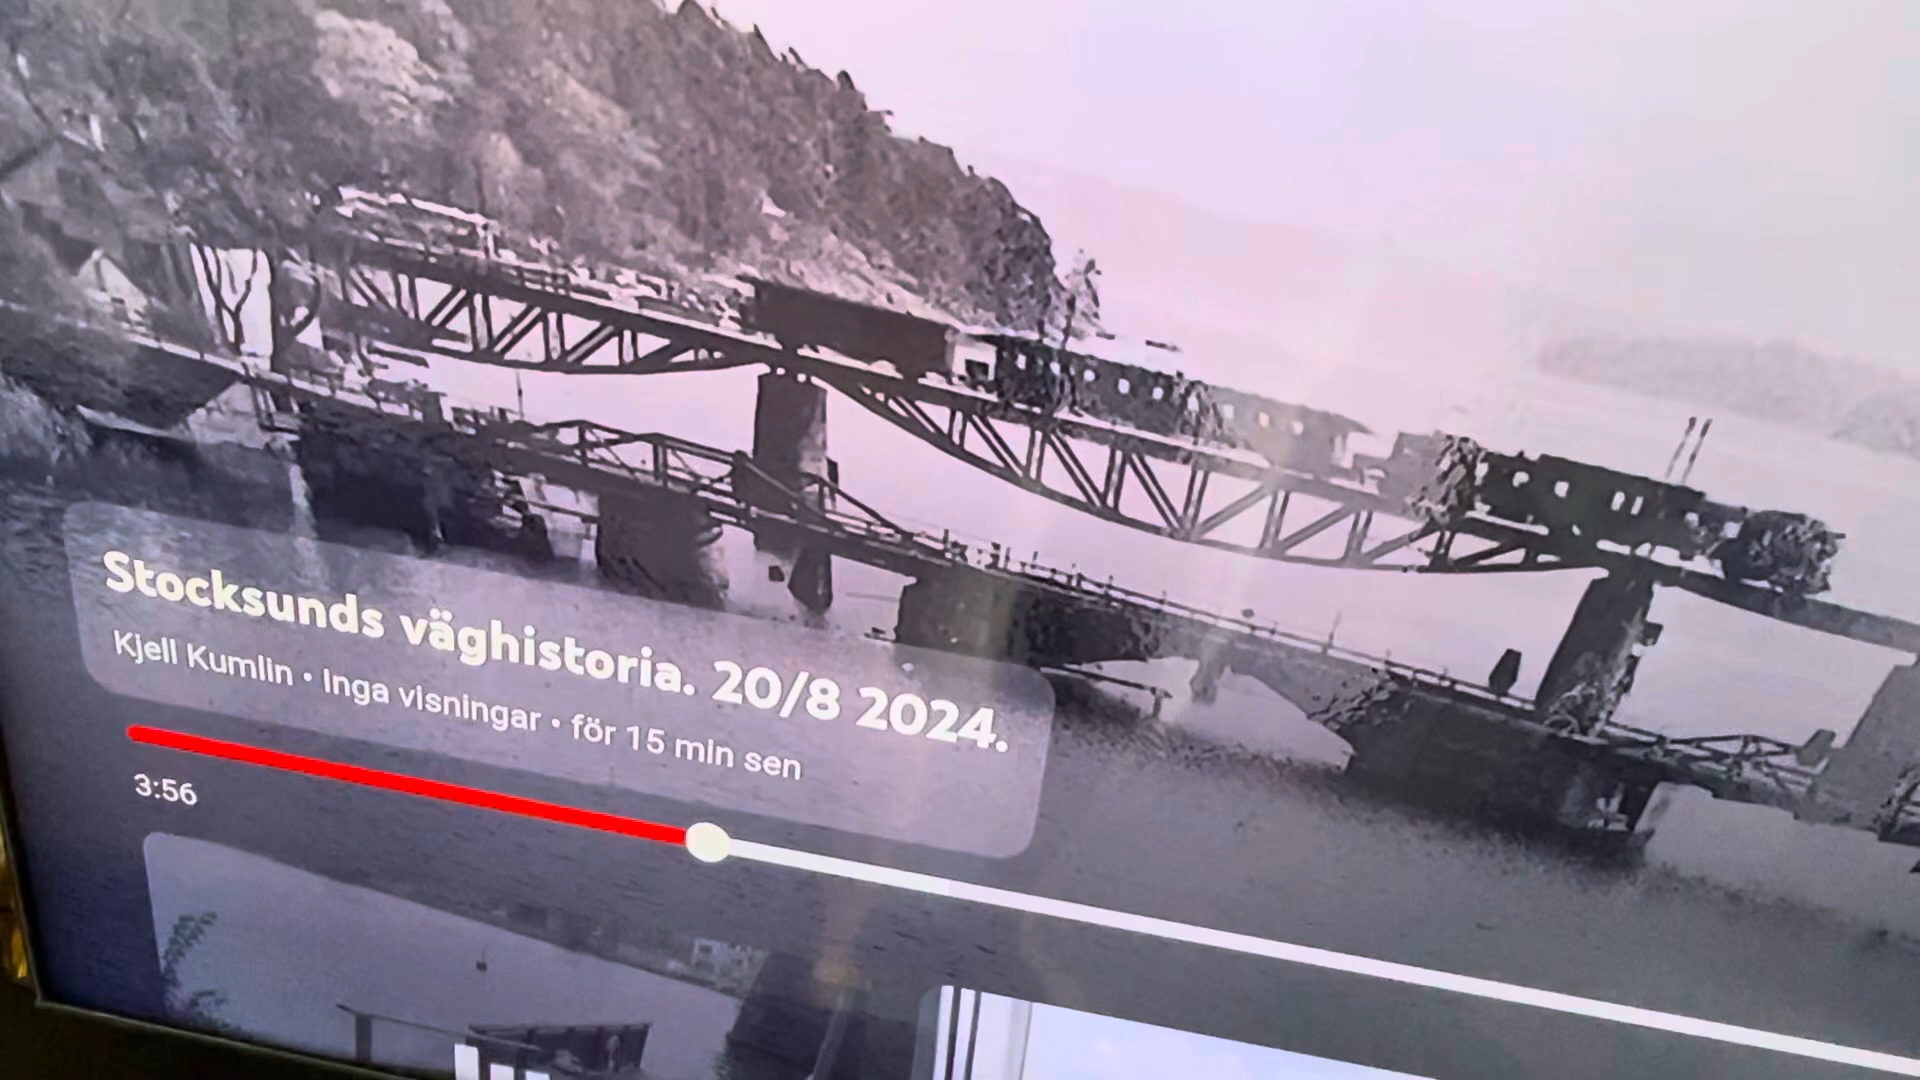 Stocksunds väghistoria. 20/8 2024.
Kjell Kumlin • Inga visningar • för 15 min sen
3:56